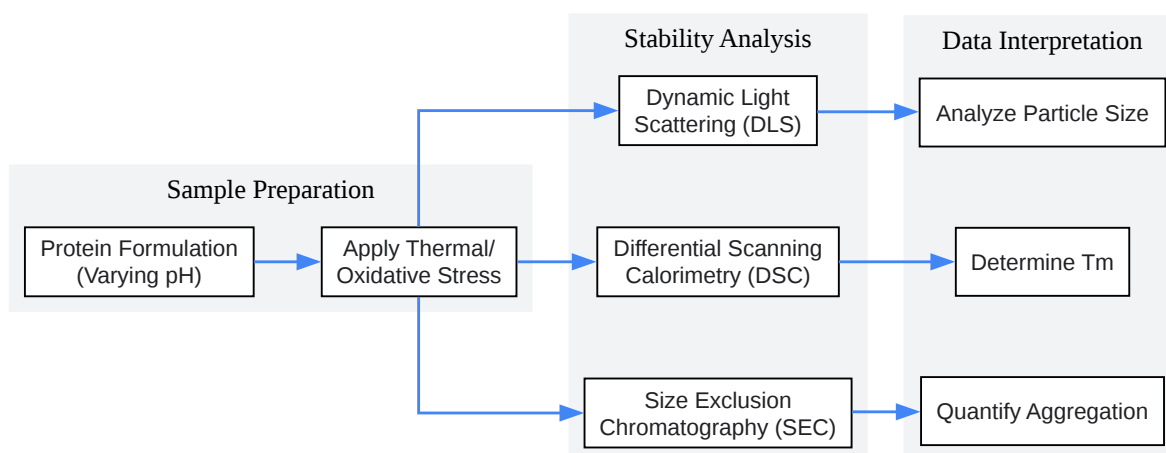 Sample Preparation
Protein Formulation
(Varying pH)
Apply Thermal/
Oxidative Stress
Stability Analysis
Dynamic Light
Scattering (DLS)
Differential Scanning
Calorimetry (DSC)
Size Exclusion
Chromatography (SEC)
Data Interpretation
Analyze Particle Size
Determine Tm
Quantify Aggregation